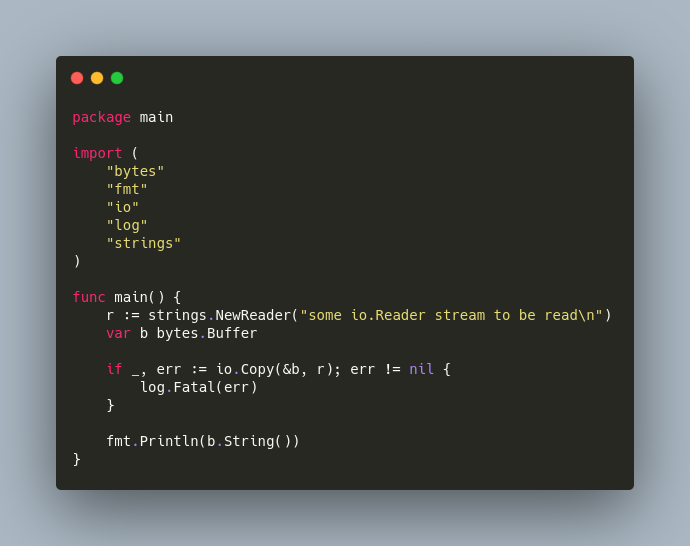 package main

import (
    "bytes"
    "fmt"
    "io"
    "log"
    "strings"
)

func main() {
    r := strings.NewReader("some io.Reader stream to be read\n")
    var b bytes.Buffer

    if _, err := io.Copy(&b, r); err != nil {
        log.Fatal(err)
    }

    fmt.Println(b.String())
}